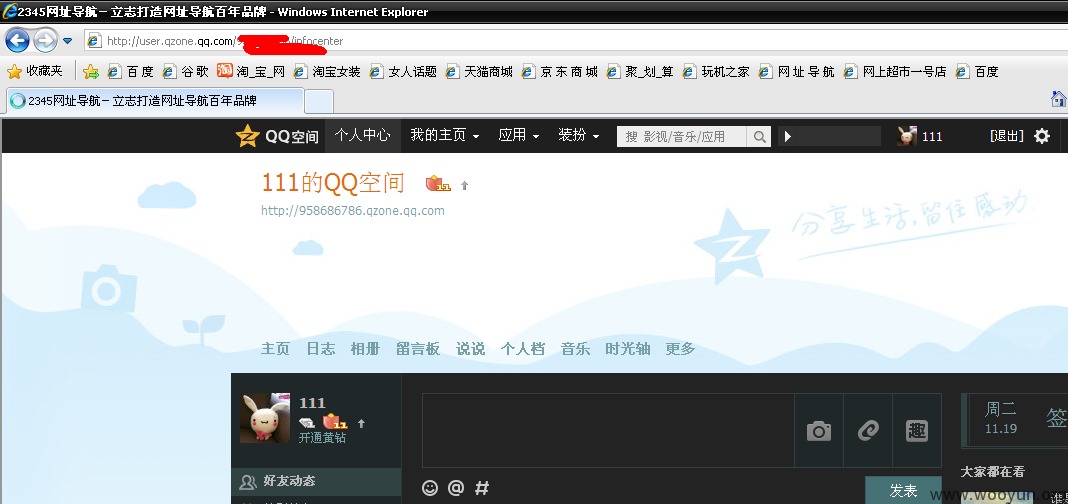 2345网址导航－立志打造网址导航百年品牌 - Windows Internet Explorer
http://user.qzone.qq.com/ /infocenter
收藏夹 百度 谷歌 淘_宝_网 淘宝女装 女人话题 天猫商城 京东商城 聚_划_算 玩机之家 网址导航 网上超市一号店 百度
2345网址导航－立志打造网址导航百年品牌
QQ空间 个人中心 我的主页 应用 装扮 搜 影视/音乐/应用 111 [退出]
111的QQ空间
http://958686786.qzone.qq.com
分享生活,留住感动
主页 日志 相册 留言板 说说 个人档 音乐 时光轴 更多
111
开通黄钻
趣
周二
11.19
签
好友动态
大家都在看
@ #
发表
www.wooyun.o